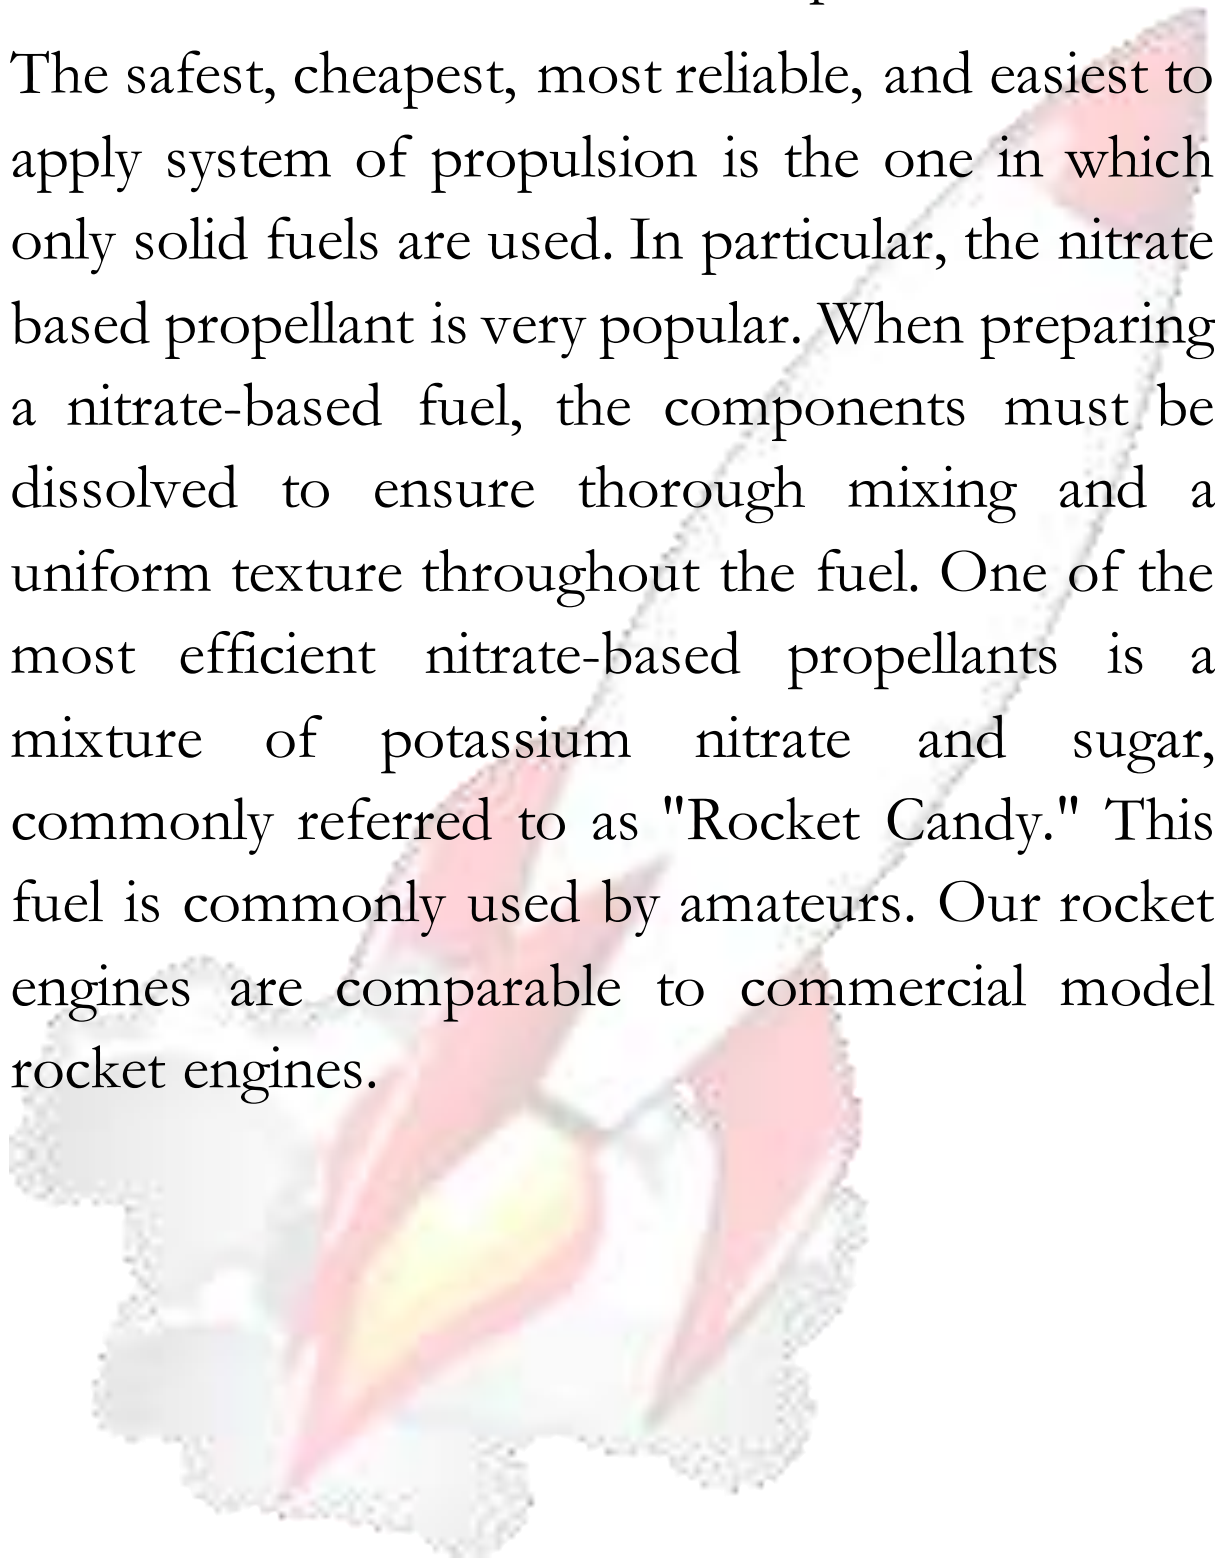 The safest, cheapest, most reliable, and easiest to
apply system of propulsion is the one in which
only solid fuels are used. In particular, the nitrate
based propellant is very popular. When preparing
a nitrate-based fuel, the components must be
dissolved to ensure thorough mixing and a
uniform texture throughout the fuel. One of the
most efficient nitrate-based propellants is a
mixture of potassium nitrate and sugar,
commonly referred to as "Rocket Candy." This
fuel is commonly used by amateurs. Our rocket
engines are comparable to commercial model
rocket engines.